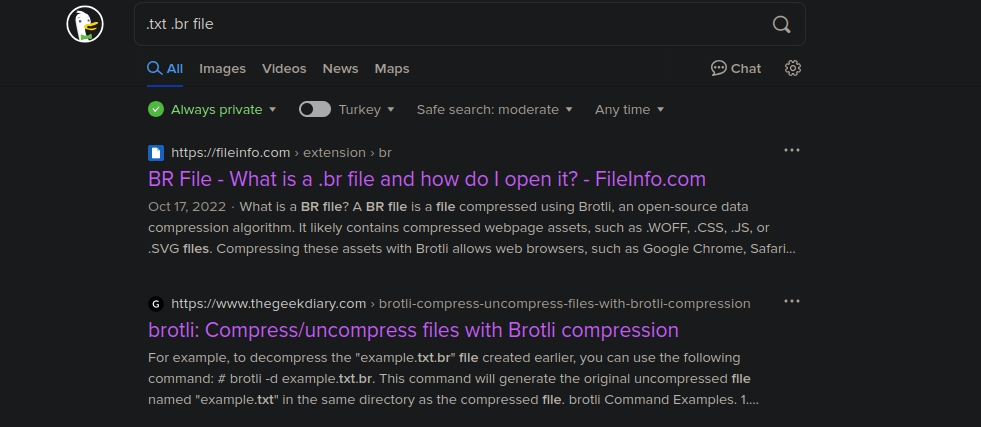 .txt .br file
All Images Videos News Maps Chat
Always private Turkey Safe search: moderate Any time
https://fileinfo.com › extension › br
BR File - What is a .br file and how do I open it? - FileInfo.com
Oct 17, 2022 · What is a BR file? A BR file is a file compressed using Brotli, an open-source data
compression algorithm. It likely contains compressed webpage assets, such as .WOFF, .CSS, .JS, or
.SVG files. Compressing these assets with Brotli allows web browsers, such as Google Chrome, Safari...
G https://www.thegeekdiary.com › brotli-compress-uncompress-files-with-brotli-compression
brotli: Compress/uncompress files with Brotli compression
For example, to decompress the "example.txt.br" file created earlier, you can use the following
command: # brotli -d example.txt.br. This command will generate the original uncompressed file
named "example.txt" in the same directory as the compressed file. brotli Command Examples. 1....